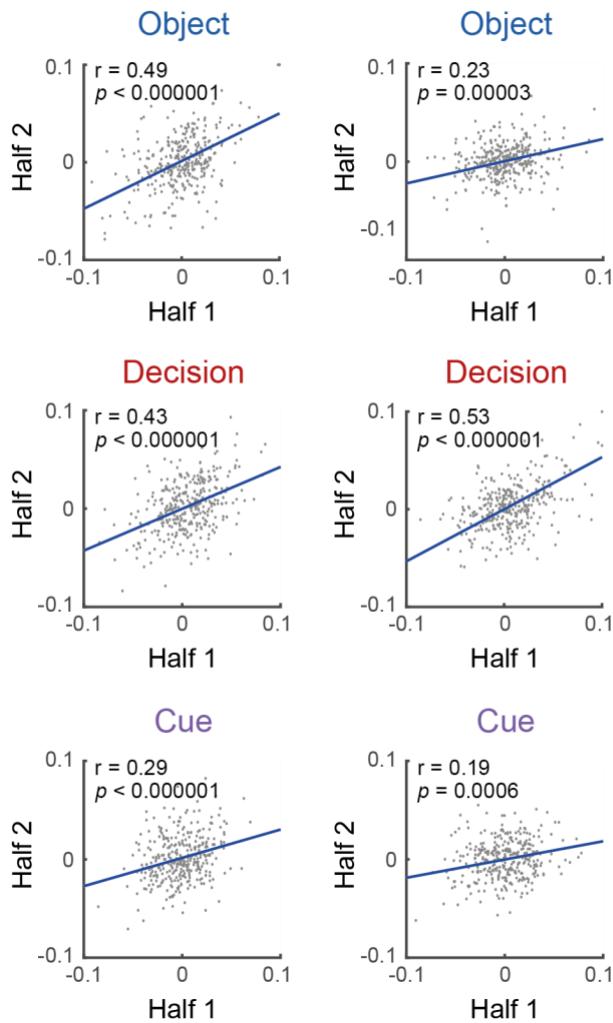 Object
0.1
r = 0.49
p < 0.000001
Half 2
0
-0.1
-0.1
0
0.1
Half 1
Object
0.1
r = 0.23
p = 0.00003
Half 2
0
-0.1
-0.1
0
0.1
Half 1
Decision
0.1
r = 0.43
p < 0.000001
Half 2
0
-0.1
-0.1
0
0.1
Half 1
Decision
0.1
r = 0.53
p < 0.000001
Half 2
0
-0.1
-0.1
0
0.1
Half 1
Cue
0.1
r = 0.29
p < 0.000001
Half 2
0
-0.1
-0.1
0
0.1
Half 1
Cue
0.1
r = 0.19
p = 0.0006
Half 2
0
-0.1
-0.1
0
0.1
Half 1